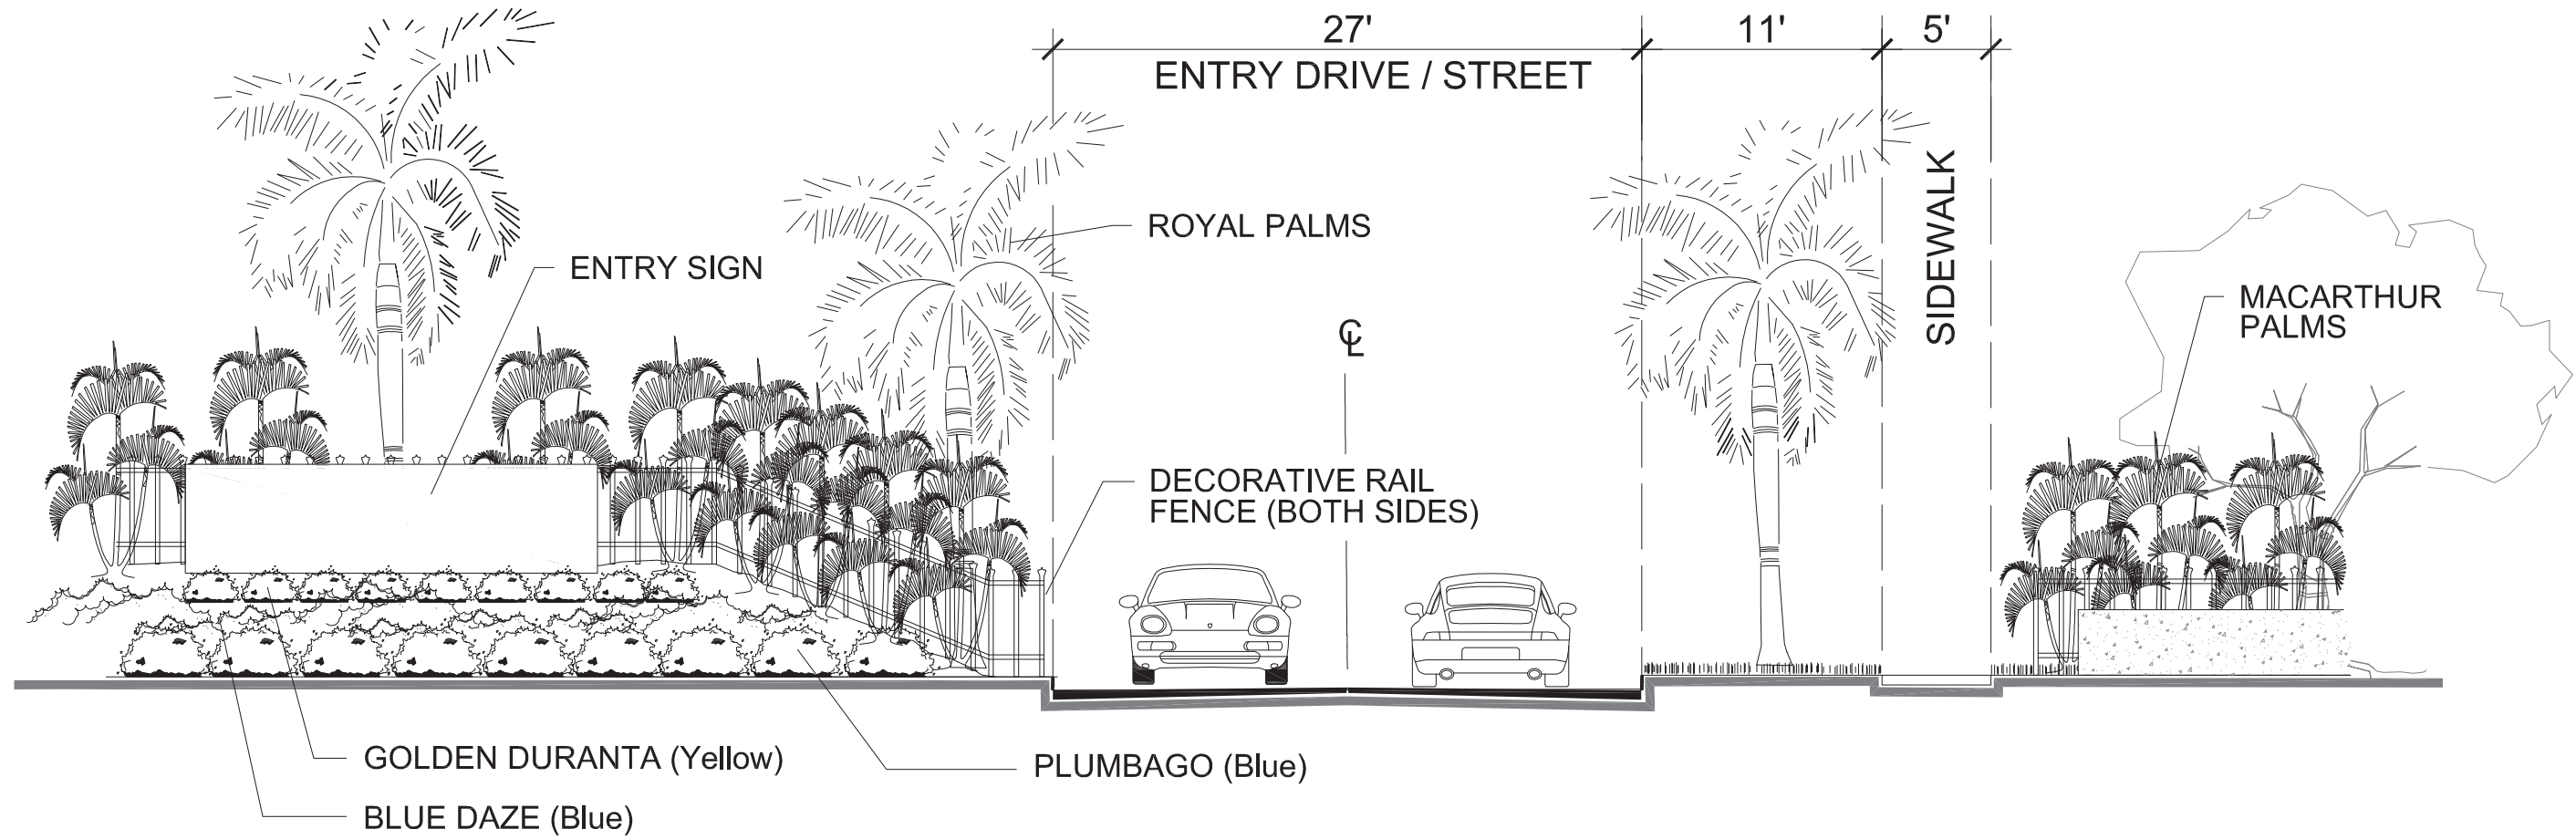 27'
11'
5'
ENTRY DRIVE / STREET
SIDEWALK
ROYAL PALMS
ENTRY SIGN
MACARTHUR
PALMS
℄
DECORATIVE RAIL
FENCE (BOTH SIDES)
GOLDEN DURANTA (Yellow)
PLUMBAGO (Blue)
BLUE DAZE (Blue)